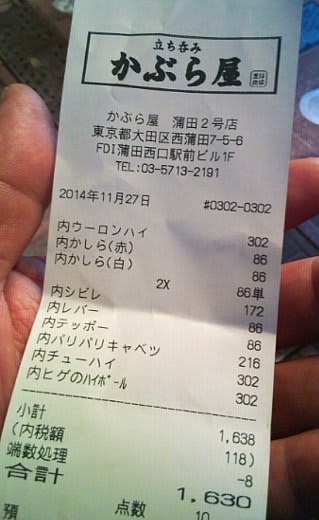 立ち呑み
かぶら屋
かぶら屋 蒲田2号店
東京都大田区西蒲田7-5-6
FDI蒲田西口駅前ビル1F
TEL:03-5713-2191
2014年11月27日 #0302-0302
内ウーロンハイ 302
内かしら(赤) 86
内かしら(白) 86
2X 86単
内シビレ 172
内レバー 86
内テッポー 86
内パリパリキャベツ 216
内チューハイ 302
内ヒゲのﾊｲﾎﾞｰﾙ 302
小計 1,638
(内税額 118)
端数処理 -8
合計 1,630
預 点数 10